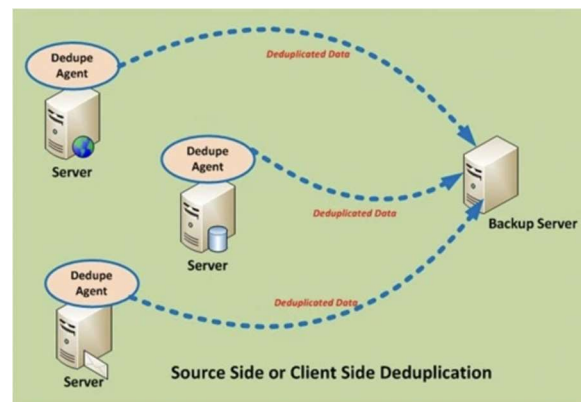 Dedupe
Agent
Deduplicated Data
Server
Dedupe
Agent
Deduplicated Data
Server
Backup Server
Dedupe
Agent
Deduplicated Data
Server
Source Side or Client Side Deduplication